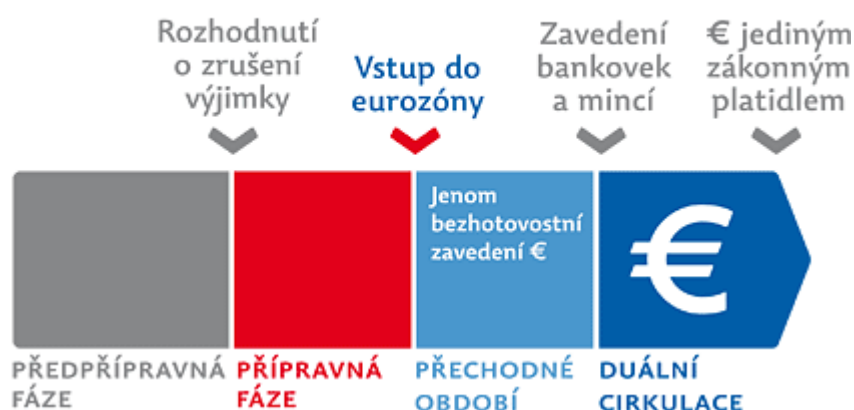 Rozhodnutí
o zrušení
výjimky
Vstup do
eurozóny
Zavedení
bankovek
a mincí
€ jediným
zákonným
platidlem
Jenom
bezhotovostní
zavedení €
€
PŘEDPŘÍPRAVNÁ
FÁZE
PŘÍPRAVNÁ
FÁZE
PŘECHODNÉ
OBDOBÍ
DUÁLNÍ
CIRKULACE